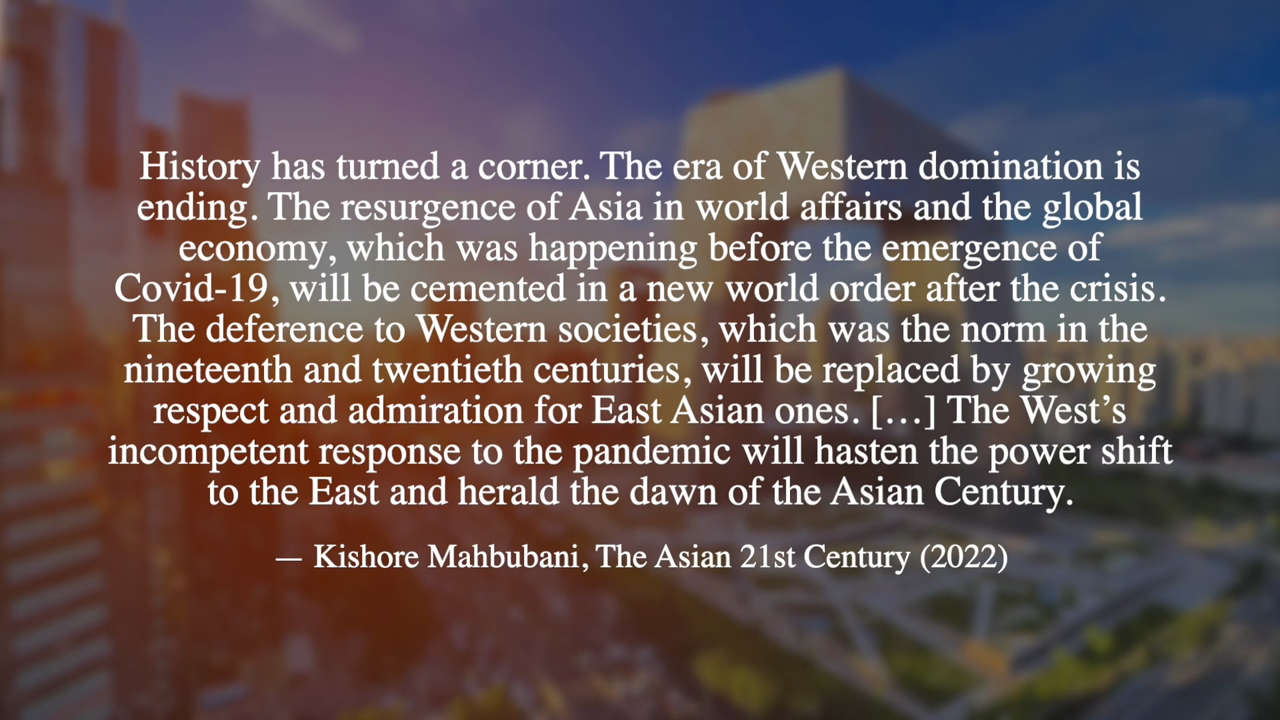 History has turned a corner. The era of Western domination is
ending. The resurgence of Asia in world affairs and the global
economy, which was happening before the emergence of
Covid-19, will be cemented in a new world order after the crisis.
The deference to Western societies, which was the norm in the
nineteenth and twentieth centuries, will be replaced by growing
respect and admiration for East Asian ones. […] The West’s
incompetent response to the pandemic will hasten the power shift
to the East and herald the dawn of the Asian Century.
— Kishore Mahbubani, The Asian 21st Century (2022)